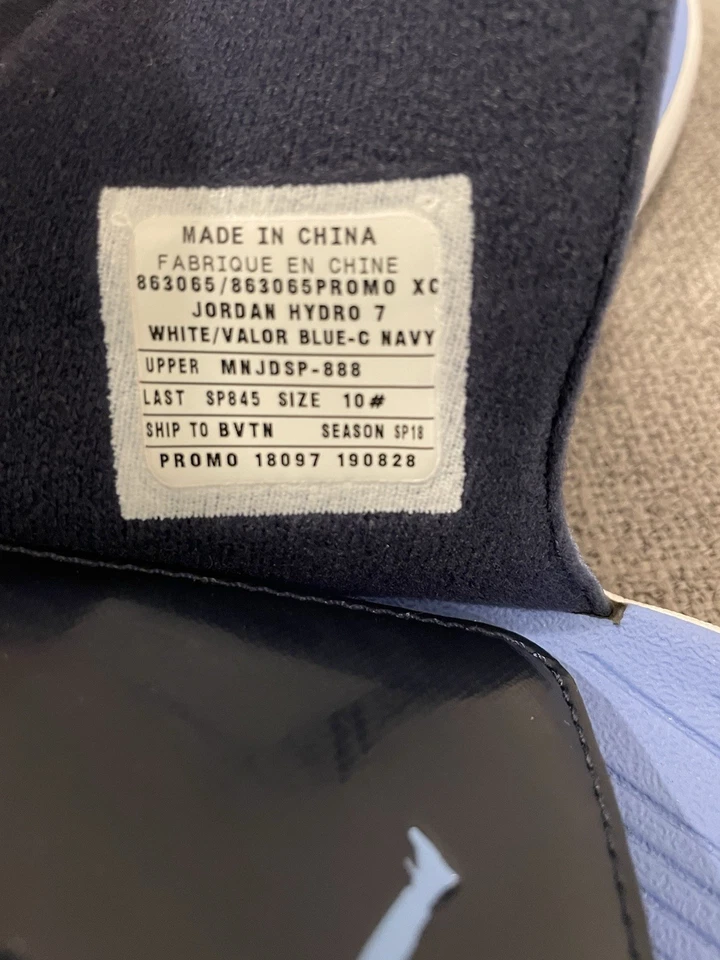 MADE IN CHINA
FABRIQUE EN CHINE
863065/863065PROMO XC
JORDAN HYDRO 7
WHITE/VALOR BLUE-C NAVY
UPPER MNJDSP-888
LAST SP845 SIZE 10#
SHIP TO BVTN SEASON SP18
PROMO 18097 190828